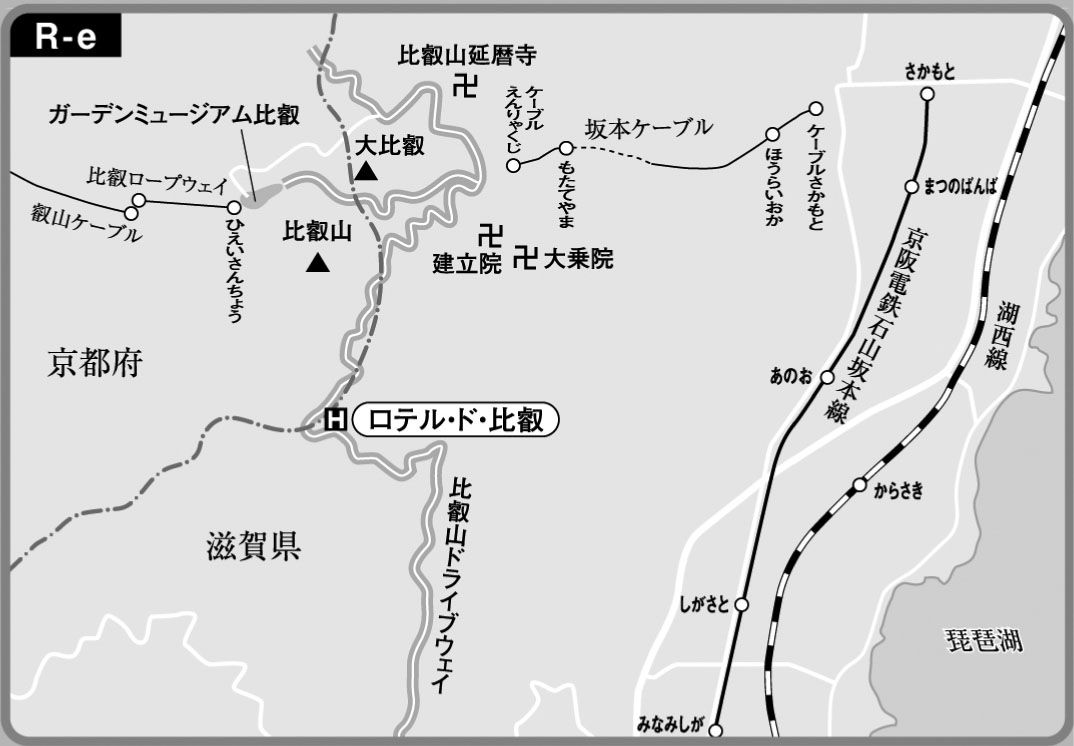 R-e
比叡山延暦寺
卍
さかもと
ガーデンミュージアム比叡
ケーブル
えんりゃくじ
坂本ケーブル
大比叡
▲
もたてやま
ほうらいおか
ケーブルさかもと
まつのばんば
比叡ロープウェイ
叡山ケーブル
ひえいさんちょう
比叡山
▲
卍
建立院
卍大乗院
京阪電鉄石山坂本線
湖西線
京都府
あのお
H
ロテル・ド・比叡
からさき
比叡山ドライブウェイ
滋賀県
しがさと
琵琶湖
みなみしが